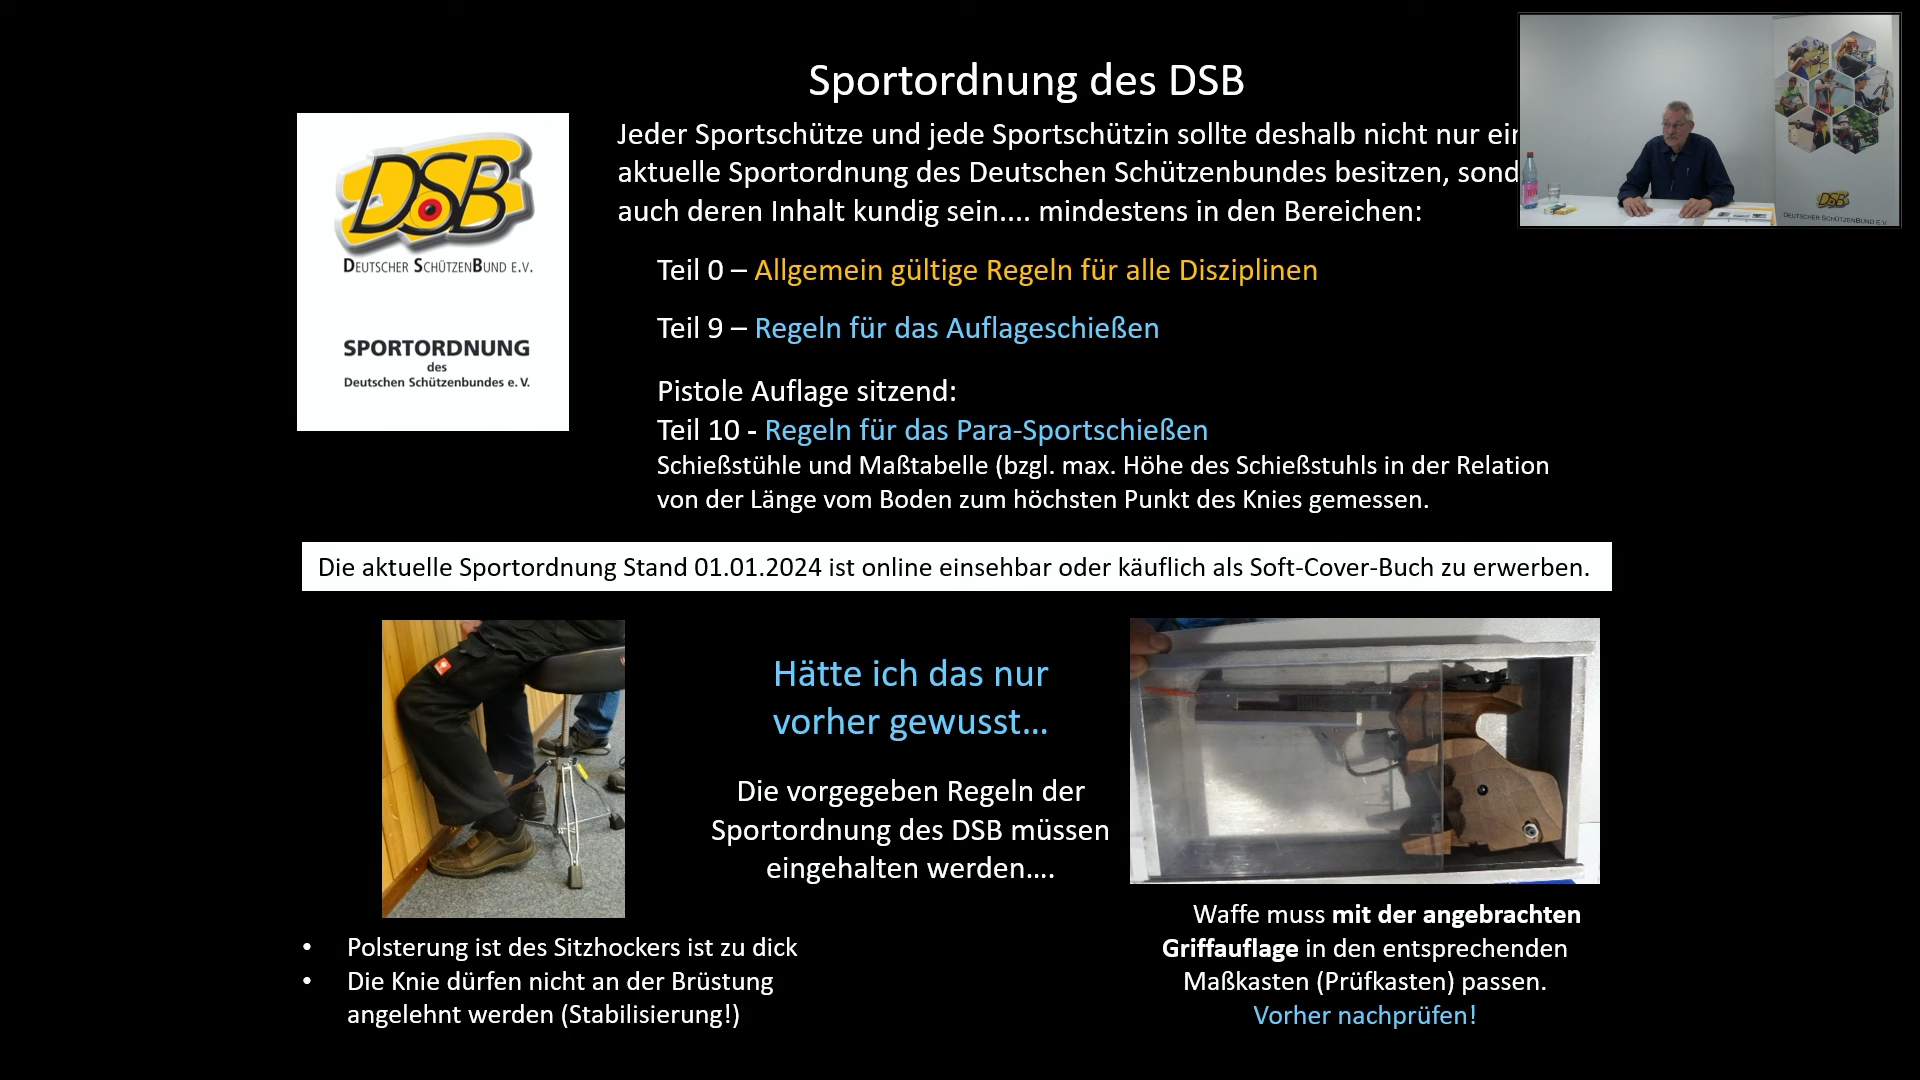 Sportordnung des DSB
DSB
DEUTSCHER SCHÜTZENBUND E.V.
SPORTORDNUNG
des
Deutschen Schützenbundes e. V.
Jeder Sportschütze und jede Sportschützin sollte deshalb nicht nur
aktuelle Sportordnung des Deutschen Schützenbundes besitzen,
auch deren Inhalt kundig sein.... mindestens in den Bereichen:
Teil 0 – Allgemein gültige Regeln für alle Disziplinen
Teil 9 – Regeln für das Auflageschießen
Pistole Auflage sitzend:
Teil 10 - Regeln für das Para-Sportschießen
Schießstühle und Maßtabelle (bzgl. max. Höhe des Schießstuhls in der Relation
von der Länge vom Boden zum höchsten Punkt des Knies gemessen.
DSB
DEUTSCHER SCHÜTZENBUND E.V.
Die aktuelle Sportordnung Stand 01.01.2024 ist online einsehbar oder käuflich als Soft-Cover-Buch zu erwerben.
Hätte ich das nur
vorher gewusst…
Die vorgegeben Regeln der
Sportordnung des DSB müssen
eingehalten werden….
• Polsterung ist des Sitzhockers ist zu dick
• Die Knie dürfen nicht an der Brüstung
angelehnt werden (Stabilisierung!)
Waffe muss mit der angebrachten
Griffauflage in den entsprechenden
Maßkasten (Prüfkasten) passen.
Vorher nachprüfen!